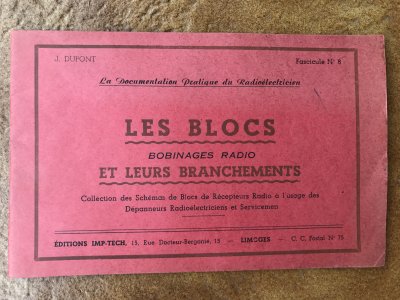 J. DUPONT
Fascicule N° 8
La Documentation Pratique du Radioélectricien
LES BLOCS
BOBINAGES RADIO
ET LEURS BRANCHEMENTS
Collection des Schémas de Blocs de Récepteurs Radio à l'usage des
Dépanneurs Radioélectriciens et Servicemen
ÉDITIONS IMP-TECH, 15, Rue Docteur-Bergonie, 15 — LIMOGES — C. C. Postal N° 75